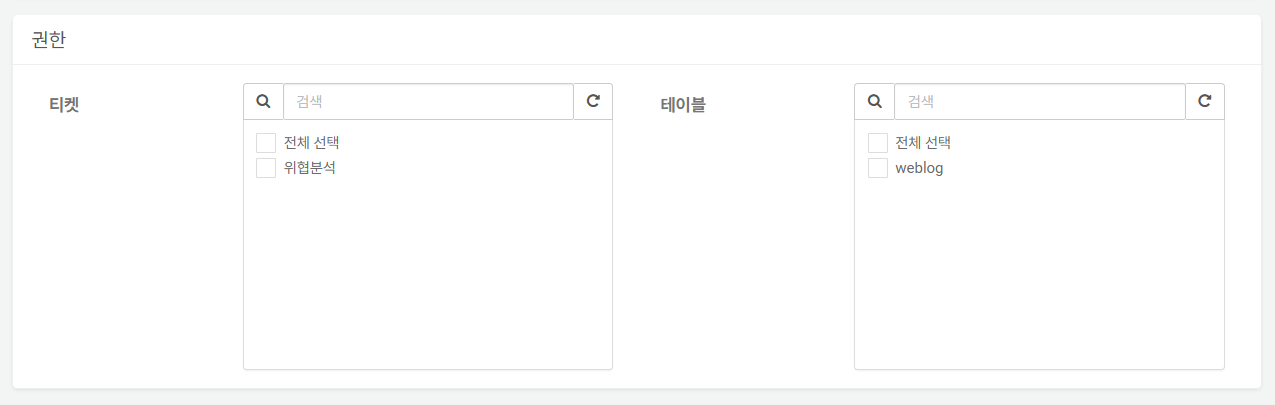 권한
티켓
검색
전체 선택
위협분석
테이블
검색
전체 선택
weblog